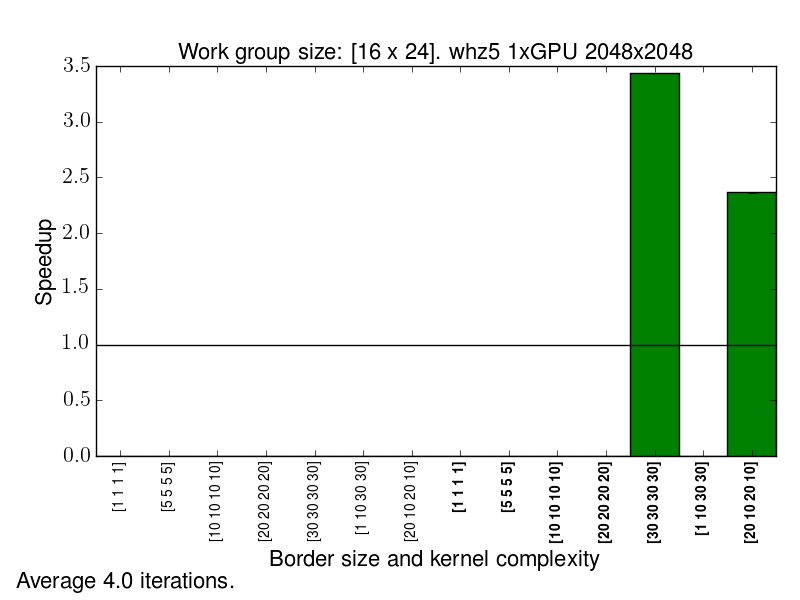 Work group size: [16 x 24]. whz5 1xGPU 2048x2048
3.5
3.0
2.5
2.0
1.5
1.0
0.5
0.0
Speedup
[1 1 1 1]
[5 5 5 5]
[10 10 10 10]
[20 20 20 20]
[30 30 30 30]
[1 10 30 30]
[20 10 20 10]
[1 1 1 1]
[5 5 5 5]
[10 10 10 10]
[20 20 20 20]
[30 30 30 30]
[1 10 30 30]
[20 10 20 10]
Border size and kernel complexity
Average 4.0 iterations.